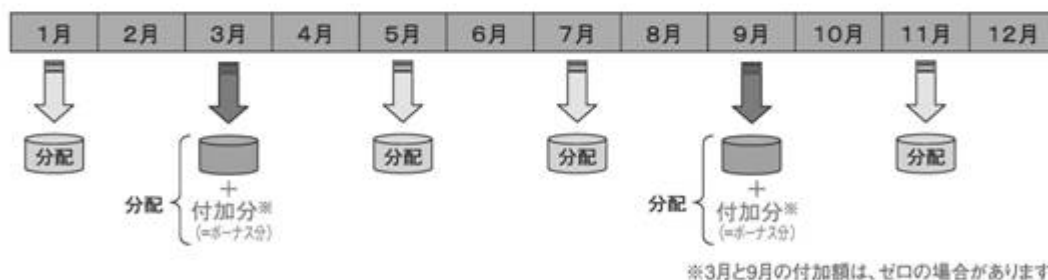 1月 2月 3月 4月 5月 6月 7月 8月 9月 10月 11月 12月
分配 分配 分配 分配
分配 + 分配 +
付加分※ 付加分※
(=ボーナス分) (=ボーナス分)
※3月と9月の付加額は、ゼロの場合があります